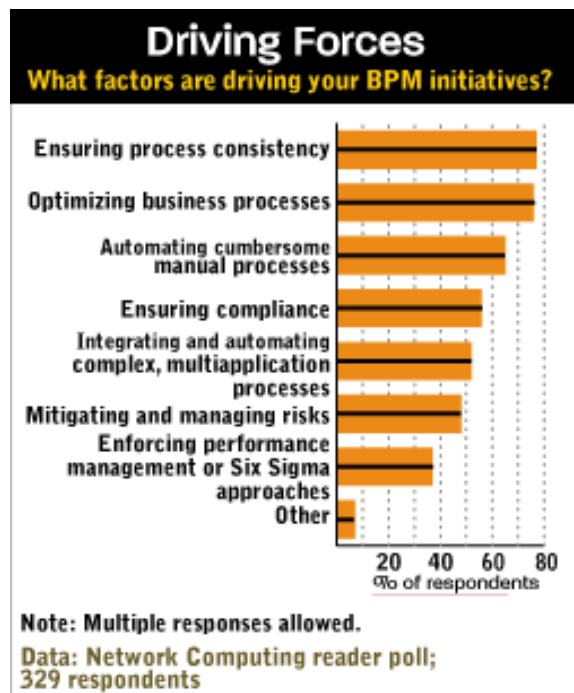 Driving Forces
What factors are driving your BPM initiatives?
Ensuring process consistency
Optimizing business processes
Automating cumbersome
manual processes
Ensuring compliance
Integrating and automating
complex, multiapplication
processes
Mitigating and managing risks
Enforcing performance
management or Six Sigma
approaches
Other
20 40 60 80
% of respondents
Note: Multiple responses allowed.
Data: Network Computing reader poll;
329 respondents